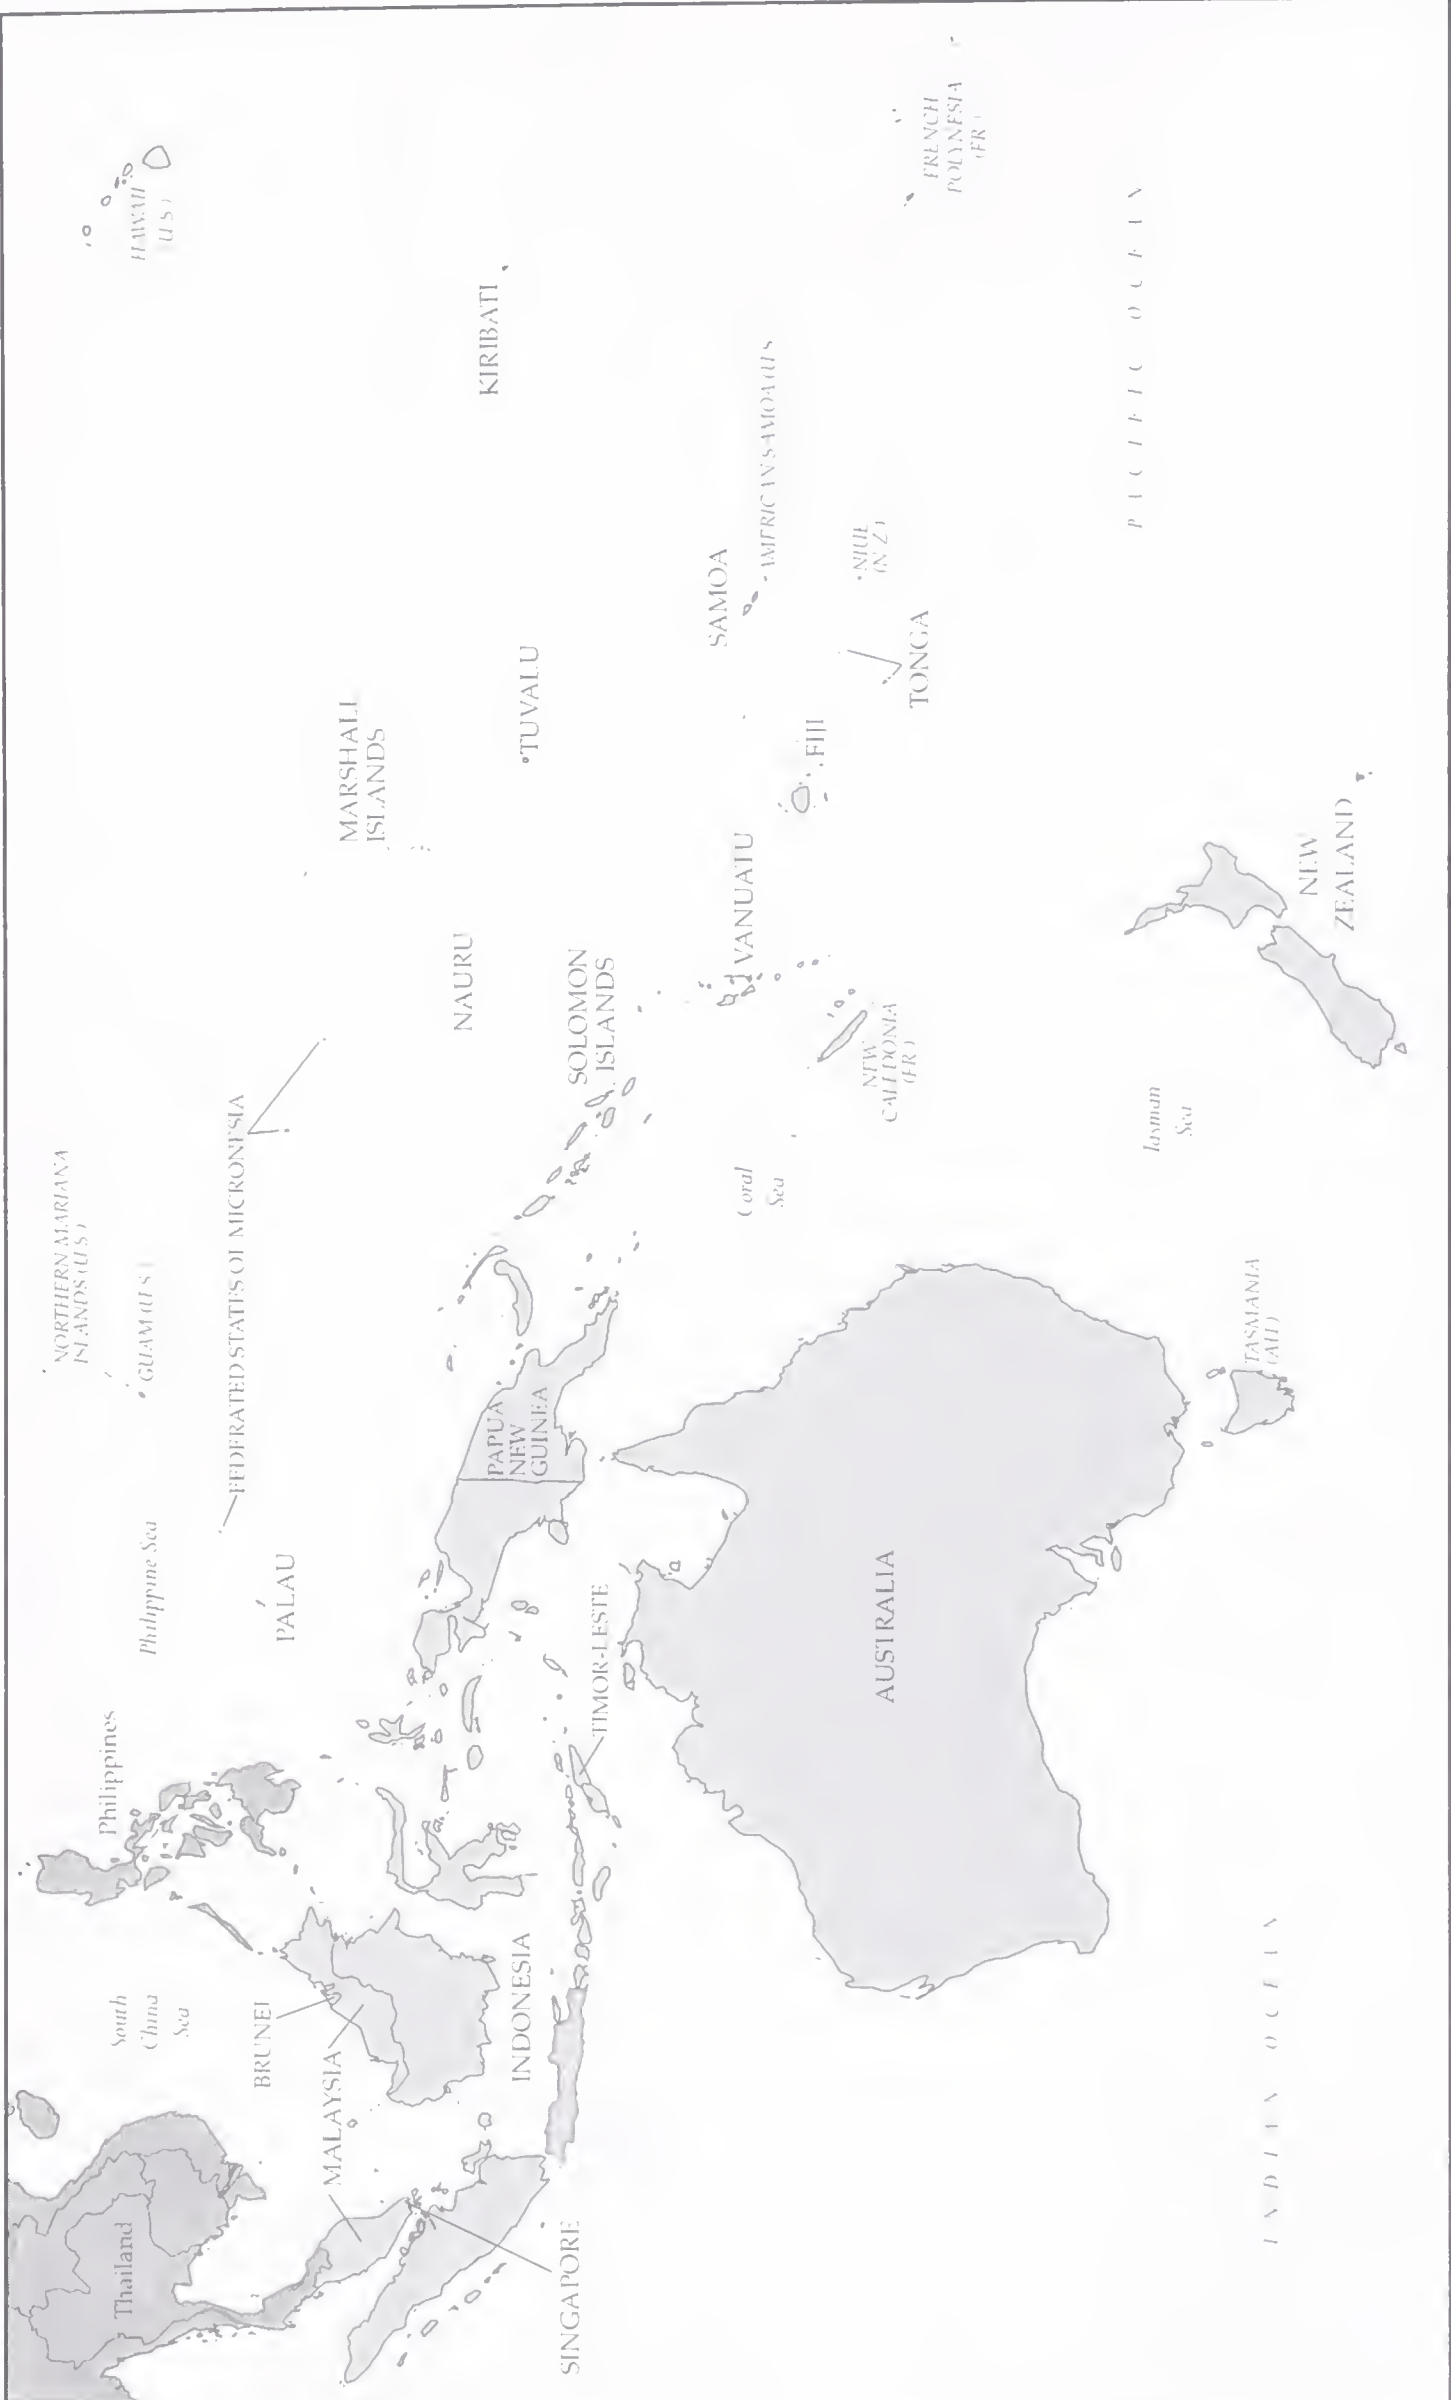 HAWAII
(U S)
FRENCH
POLYNESIA
(FR)
KIRIBATI
PACIFIC OCEAN
AMERICAN SAMOA (U S
SAMOA
NIUE
(N Z)
TONGA
TUVALU
FIJI
MARSHALL
ISLANDS
VANUATU
NEW
ZEALAND
NAURU
SOLOMON
ISLANDS
NEW
CALEDONIA
(FR)
Tasman
Sea
Coral
Sea
FEDERATED STATES OF MICRONESIA
NORTHERN MARIANA
ISLANDS (U S)
GUAM (U S)
TASMANIA
(AU)
PAPUA
NEW
GUINEA
Philippine Sea
PALAU
TIMOR-LESTE
AUSTRALIA
Philippines
South
China
Sea
BRUNEI
MALAYSIA
INDONESIA
INDIAN OCEAN
Thailand
SINGAPORE